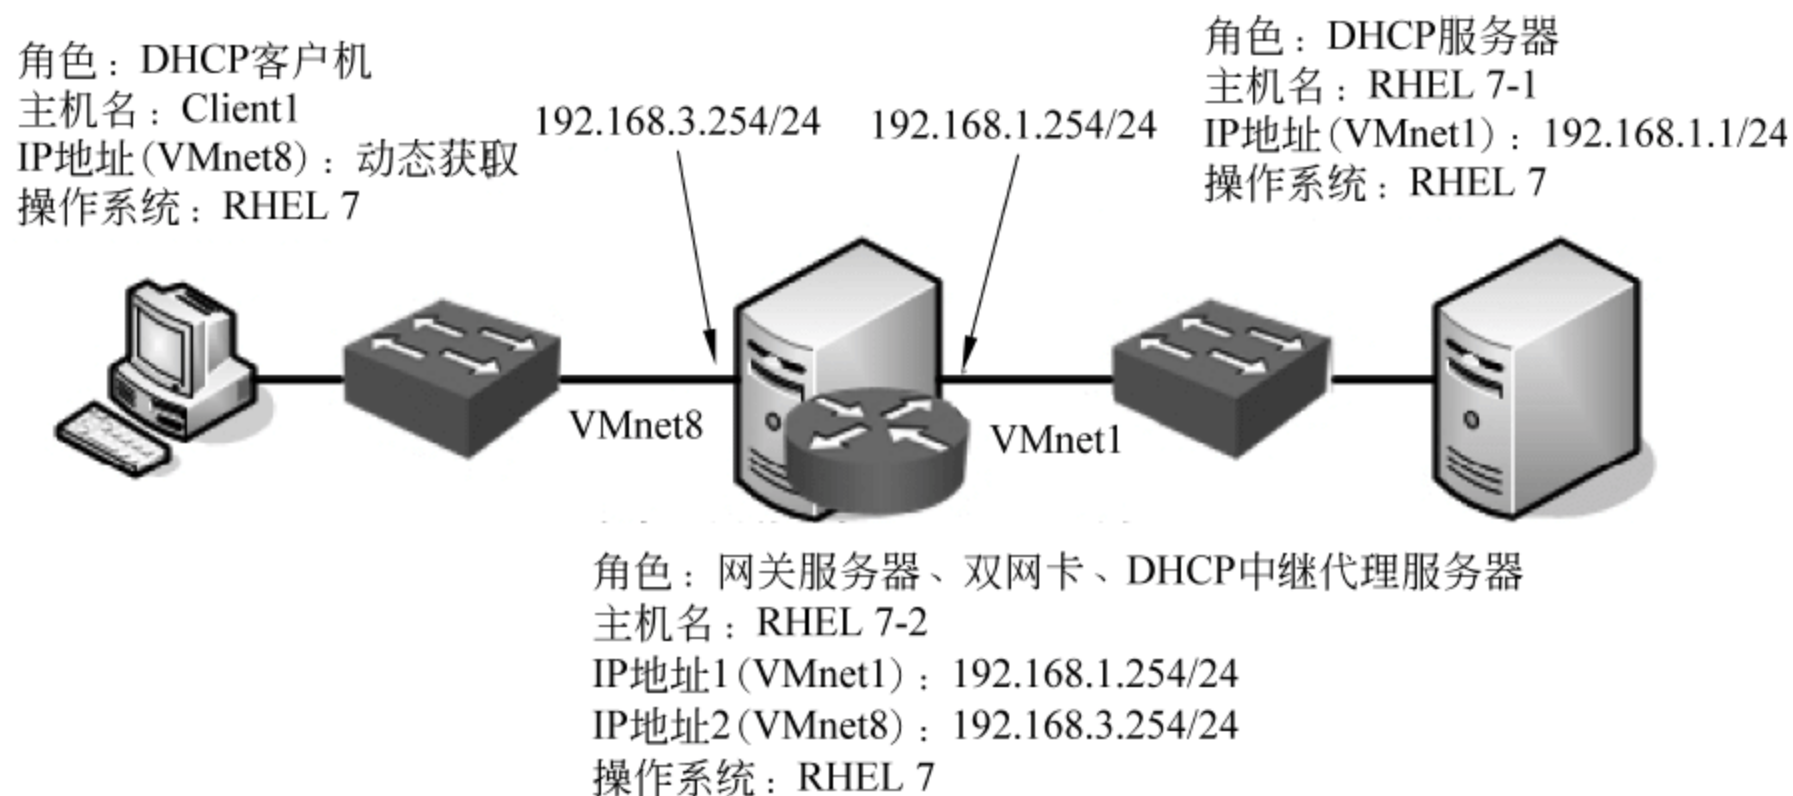 角色：DHCP客户机
主机名：Client1
IP地址(VMnet8)：动态获取
操作系统：RHEL 7
192.168.3.254/24
192.168.1.254/24
角色：DHCP服务器
主机名：RHEL 7-1
IP地址(VMnet1)：192.168.1.1/24
操作系统：RHEL 7
VMnet8
VMnet1
角色：网关服务器、双网卡、DHCP中继代理服务器
主机名：RHEL 7-2
IP地址1(VMnet1)：192.168.1.254/24
IP地址2(VMnet8)：192.168.3.254/24
操作系统：RHEL 7